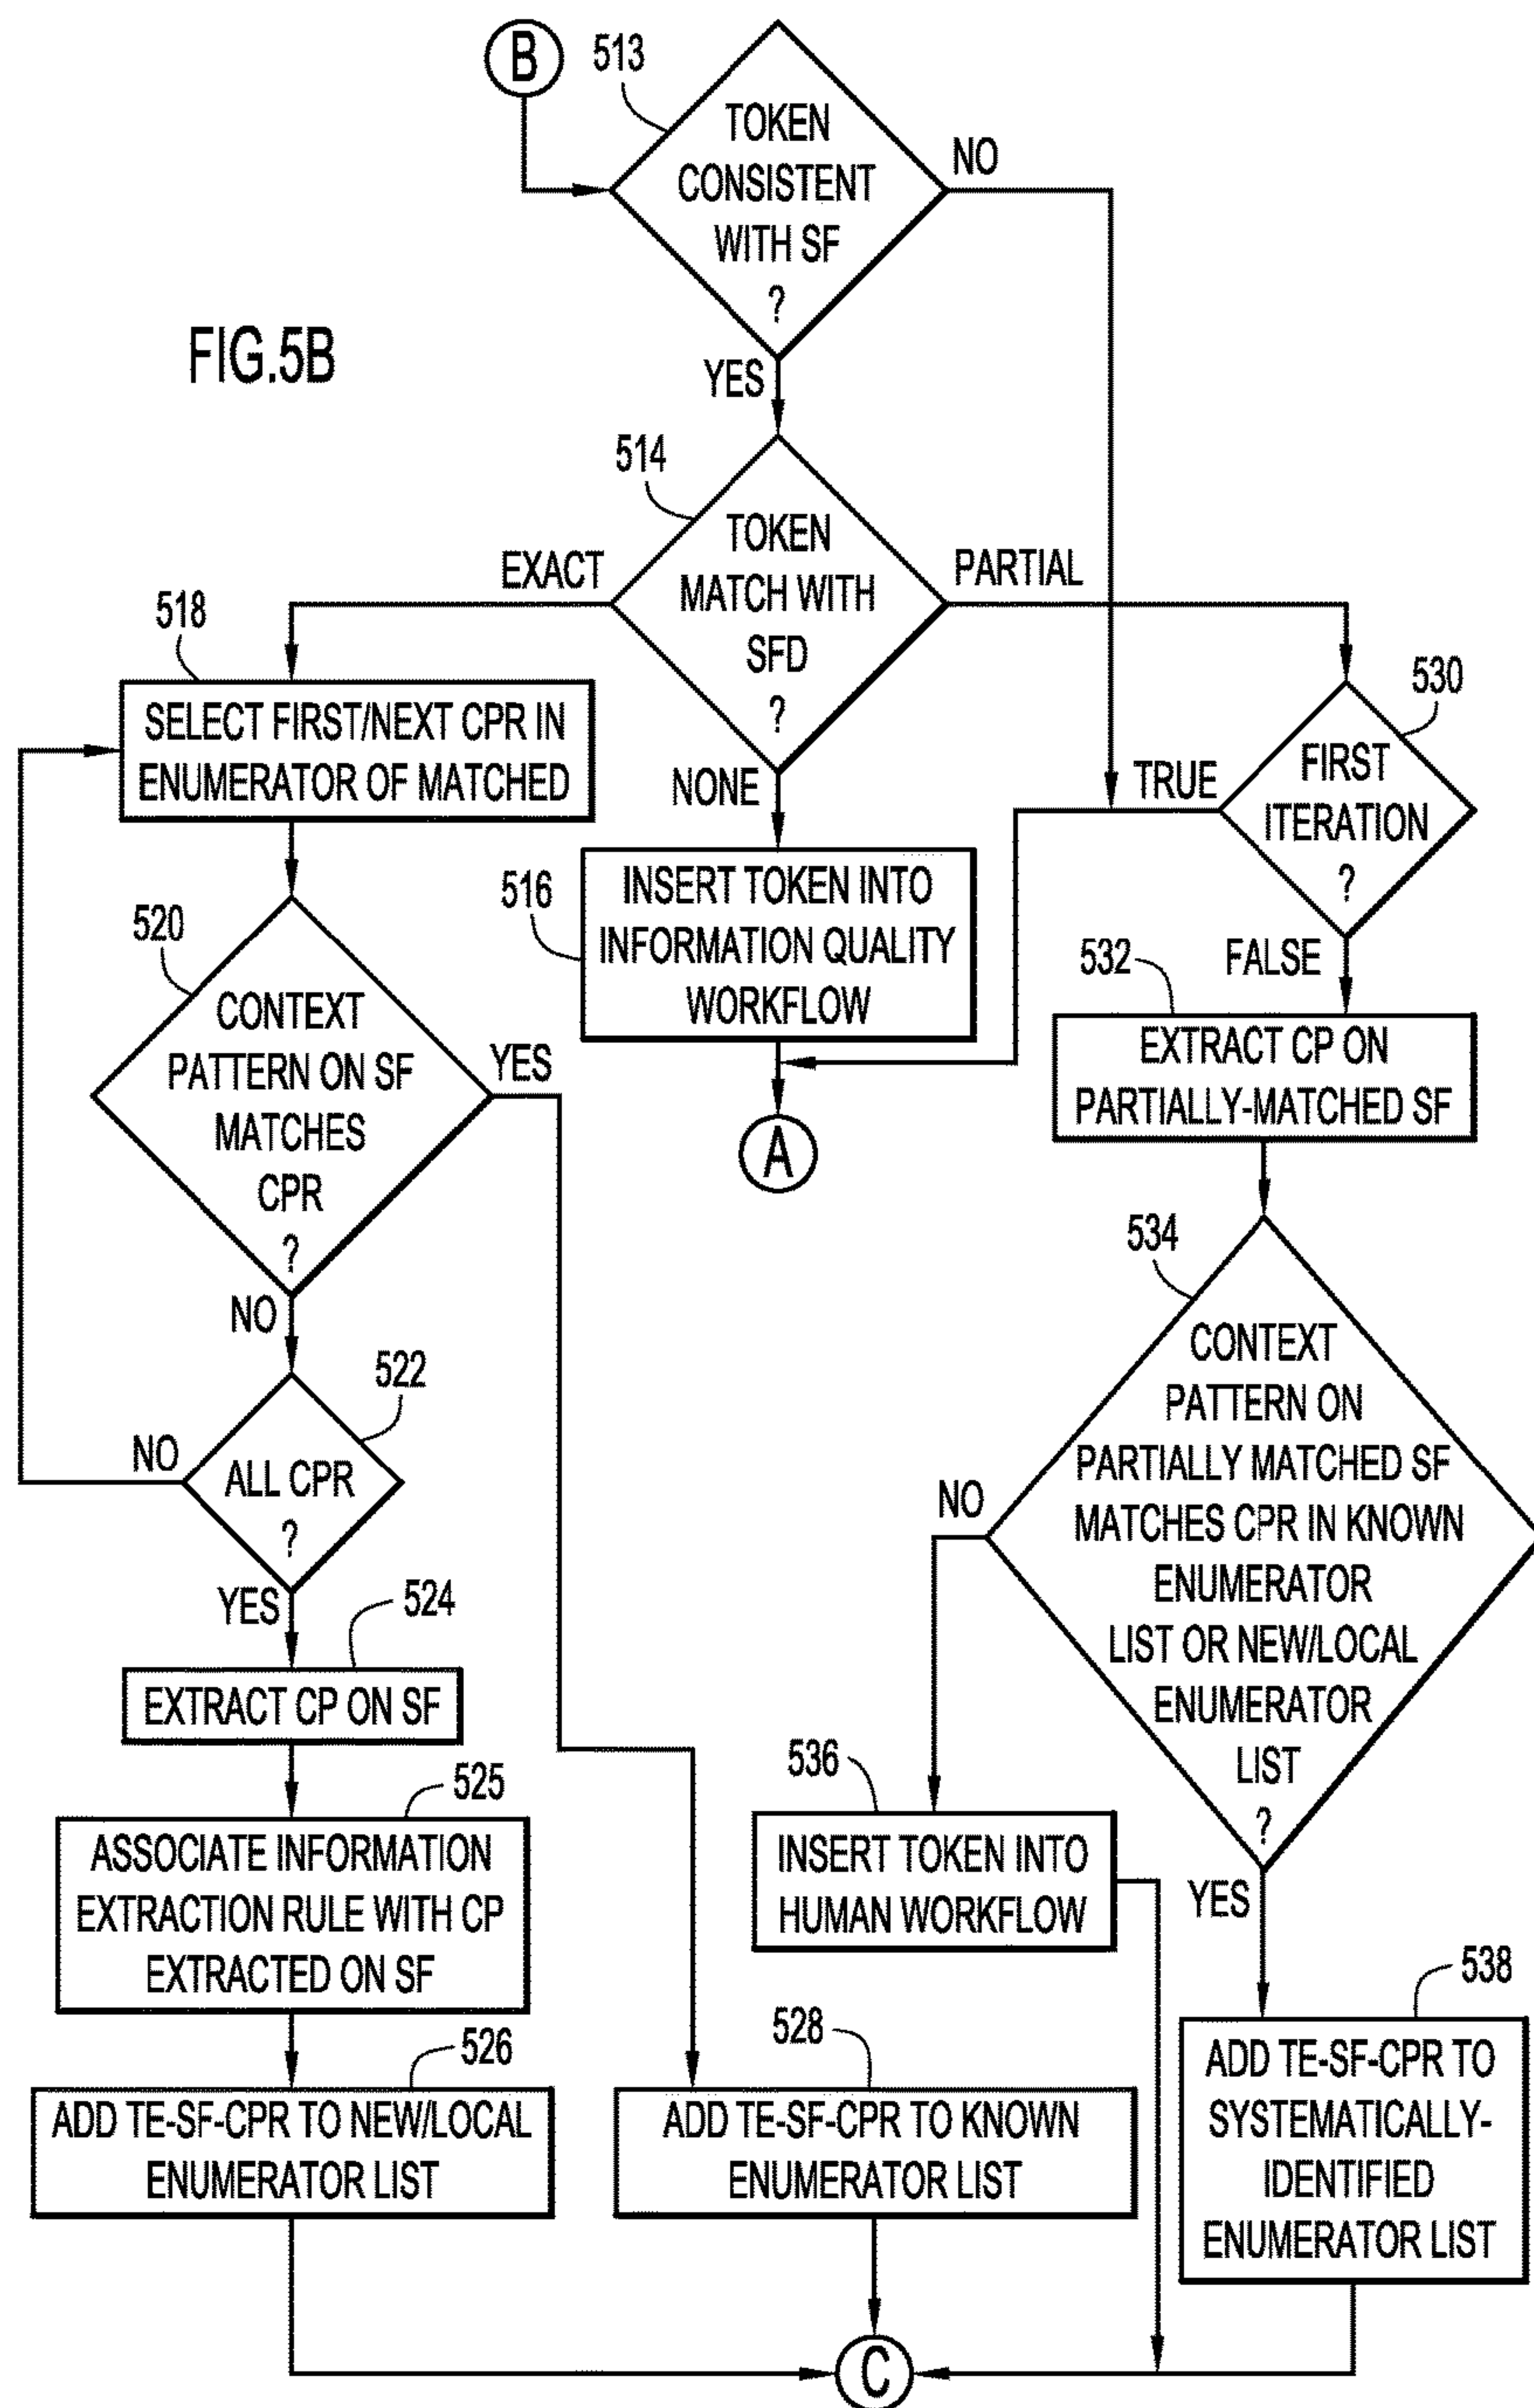 B
513
TOKEN
CONSISTENT
WITH SF
?
NO
FIG.5B
YES
514
TOKEN
MATCH WITH
SFD
?
EXACT
PARTIAL
NONE
518
SELECT FIRST/NEXT CPR IN
ENUMERATOR OF MATCHED
530
FIRST
ITERATION
?
TRUE
FALSE
516
INSERT TOKEN INTO
INFORMATION QUALITY
WORKFLOW
A
520
CONTEXT
PATTERN ON SF
MATCHES
CPR
?
YES
NO
532
EXTRACT CP ON
PARTIALLY-MATCHED SF
534
CONTEXT
PATTERN ON
PARTIALLY MATCHED SF
MATCHES CPR IN KNOWN
ENUMERATOR
LIST OR NEW/LOCAL
ENUMERATOR
LIST
?
NO
YES
522
ALL CPR
?
NO
YES
524
EXTRACT CP ON SF
525
ASSOCIATE INFORMATION
EXTRACTION RULE WITH CP
EXTRACTED ON SF
536
INSERT TOKEN INTO
HUMAN WORKFLOW
538
ADD TE-SF-CPR TO
SYSTEMATICALLY-
IDENTIFIED
ENUMERATOR LIST
526
ADD TE-SF-CPR TO NEW/LOCAL
ENUMERATOR LIST
528
ADD TE-SF-CPR TO KNOWN
ENUMERATOR LIST
C